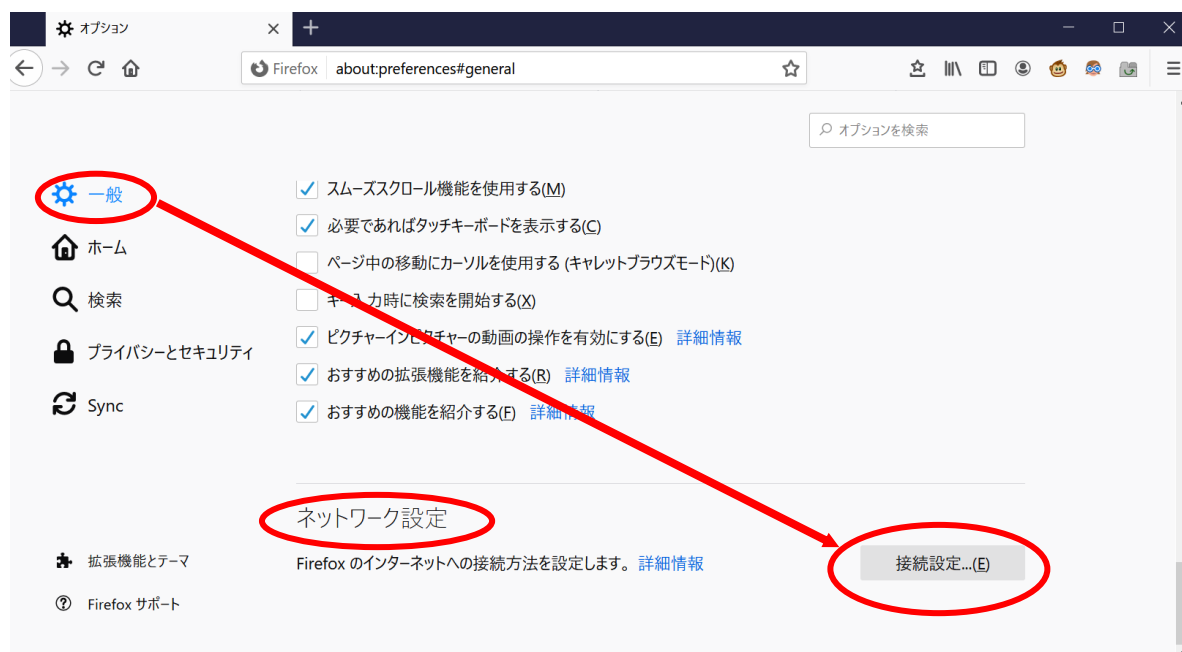 オプション
Firefox about:preferences#general
オプションを検索
一般
ホーム
検索
プライバシーとセキュリティ
Sync
拡張機能とテーマ
Firefox サポート
スムーズスクロール機能を使用する(M)
必要であればタッチキーボードを表示する(C)
ページ中の移動にカーソルを使用する (キャレットブラウズモード)(K)
キー入力時に検索を開始する(X)
ピクチャーインピクチャーの動画の操作を有効にする(E) 詳細情報
おすすめの拡張機能を紹介する(R) 詳細情報
おすすめの機能を紹介する(F) 詳細情報
ネットワーク設定
Firefox のインターネットへの接続方法を設定します。 詳細情報
接続設定...(E)